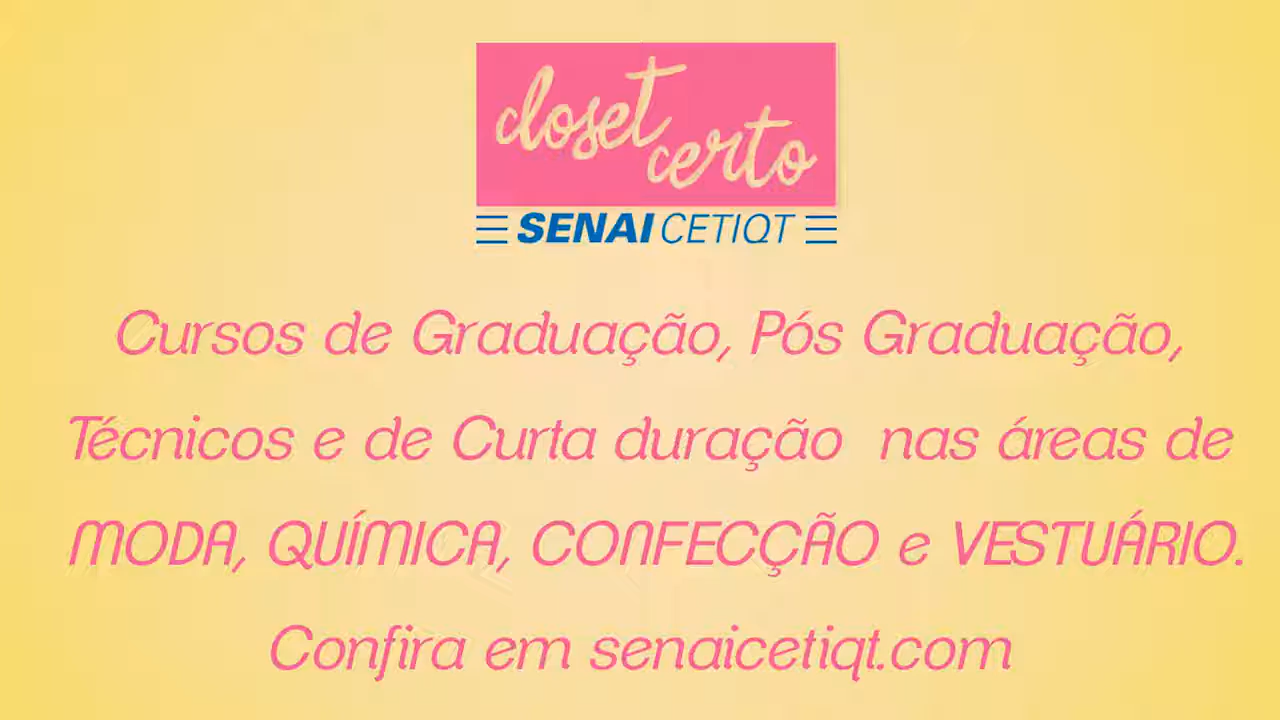 closet
certo
SENAI CETIQT
Cursos de Graduação, Pós Graduação,
Técnicos e de Curta duração nas áreas de
MODA, QUÍMICA, CONFECÇÃO e VESTUÁRIO.
Confira em senaicetiqt.com